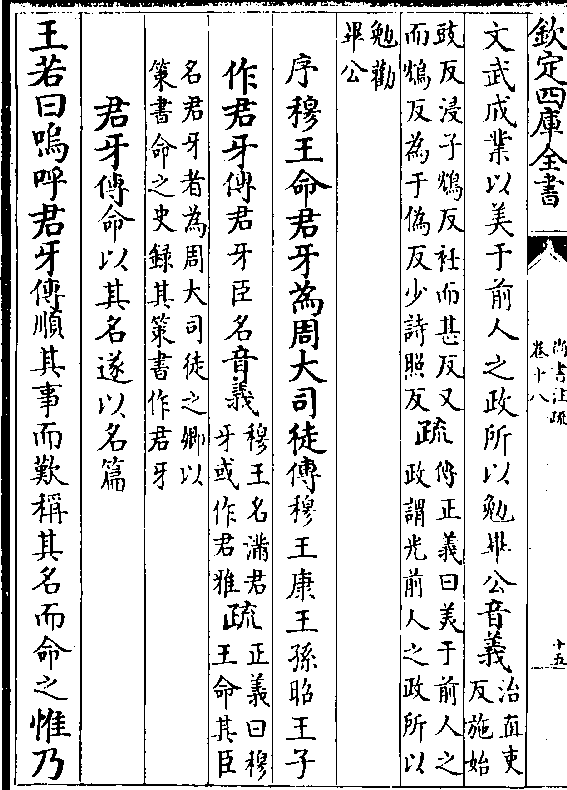 欽定四庫全書
尚書注疏
卷十八
十五
文武成業以美于前人之政所以勉畢公音義
治直吏
反施始
豉反浸子鴆反衽而甚反又
而鴆反為于偽反少詩照反
疏
傳正義曰美于前人之
政謂光前人之政所以
勉勸
畢公
序穆王命君牙為周大司徒傳穆王康王孫昭王子
作君牙傳君牙臣名音義
穆王名滿君
牙或作君雅
疏
正義曰穆
王命其臣
名君牙者為周大司徒之卿以
策書命之史録其策書作君牙
君牙傳命以其名遂以名篇
王若曰嗚呼君牙傳順其事而歎稱其名而命之惟乃